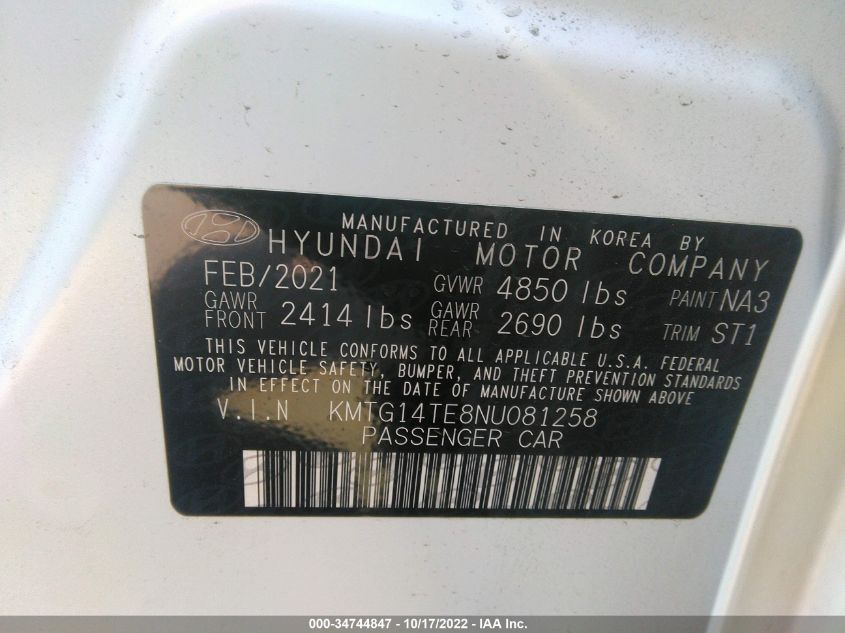 MANUFACTURED IN KOREA BY
HYUNDAI MOTOR COMPANY
FEB/2021 GVWR 4850 lbs PAINT NA3
GAWR FRONT 2414 lbs GAWR REAR 2690 lbs TRIM ST1
THIS VEHICLE CONFORMS TO ALL APPLICABLE U.S.A. FEDERAL
MOTOR VEHICLE SAFETY, BUMPER, AND THEFT PREVENTION STANDARDS
IN EFFECT ON THE DATE OF MANUFACTURE SHOWN ABOVE
V.I.N KMTG14TE8NU081258
PASSENGER CAR
000-34744847 - 10/17/2022 - IAA Inc.